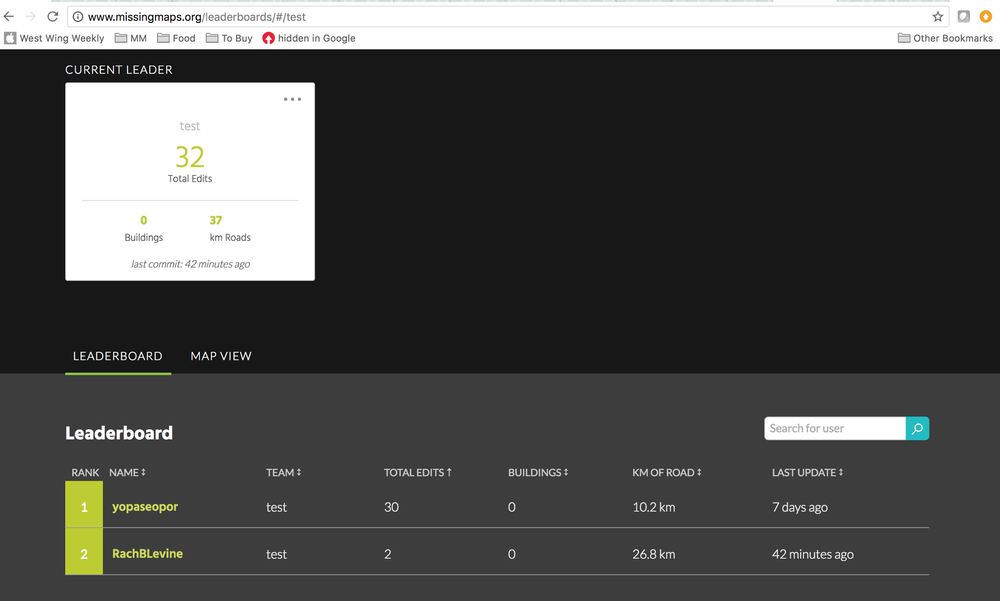 www.missingmaps.org/leaderboards/#/test
West Wing Weekly MM Food To Buy hidden in Google Other Bookmarks
CURRENT LEADER
test
32
Total Edits
0 37
Buildings km Roads
last commit: 42 minutes ago
LEADERBOARD MAP VIEW
Leaderboard
Search for user
RANK NAME TEAM TOTAL EDITS BUILDINGS KM OF ROAD LAST UPDATE
1 yopaseopor test 30 0 10.2 km 7 days ago
2 RachBLevine test 2 0 26.8 km 42 minutes ago